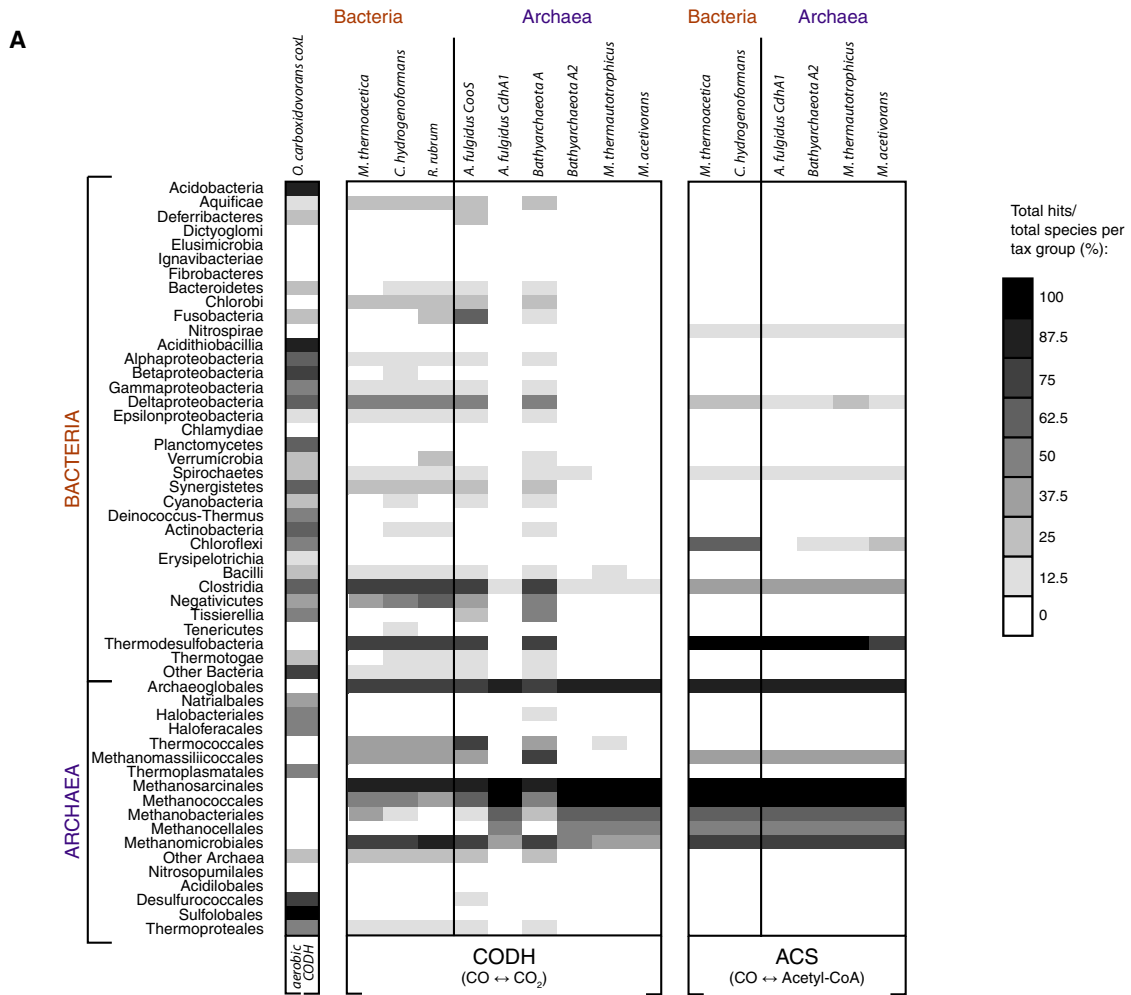 A
Bacteria
Archaea
Bacteria
Archaea
O. carboxidovorans coxL
M. thermoacetica
C. hydrogenoformans
R. rubrum
A. fulgidus CooS
A. fulgidus CdhA1
Bathyarchaeota A
Bathyarchaeota A2
M. thermautotrophicus
M. acetivorans
M. thermoacetica
C. hydrogenoformans
A. fulgidus CdhA1
Bathyarchaeota A2
M. thermautotrophicus
M. acetivorans
BACTERIA
Acidobacteria
Aquificae
Deferribacteres
Dictyoglomi
Elusimicrobia
Ignavibacteriae
Fibrobacteres
Bacteroidetes
Chlorobi
Fusobacteria
Nitrospirae
Acidithiobacillia
Alphaproteobacteria
Betaproteobacteria
Gammaproteobacteria
Deltaproteobacteria
Epsilonproteobacteria
Chlamydiae
Planctomycetes
Verrumicrobia
Spirochaetes
Synergistetes
Cyanobacteria
Deinococcus-Thermus
Actinobacteria
Chloroflexi
Erysipelotrichia
Bacilli
Clostridia
Negativicutes
Tissierellia
Tenericutes
Thermodesulfobacteria
Thermotogae
Other Bacteria
ARCHAEA
Archaeoglobales
Natrialbales
Halobacteriales
Haloferacales
Thermococcales
Methanomassiliicoccales
Thermoplasmatales
Methanosarcinales
Methanococcales
Methanobacteriales
Methanocellales
Methanomicrobiales
Other Archaea
Nitrosopumilales
Acidilobales
Desulfurococcales
Sulfolobales
Thermoproteales
aerobic
CODH
CODH
(CO ↔ CO₂)
ACS
(CO ↔ Acetyl-CoA)
Total hits/
total species per
tax group (%):
100
87.5
75
62.5
50
37.5
25
12.5
0